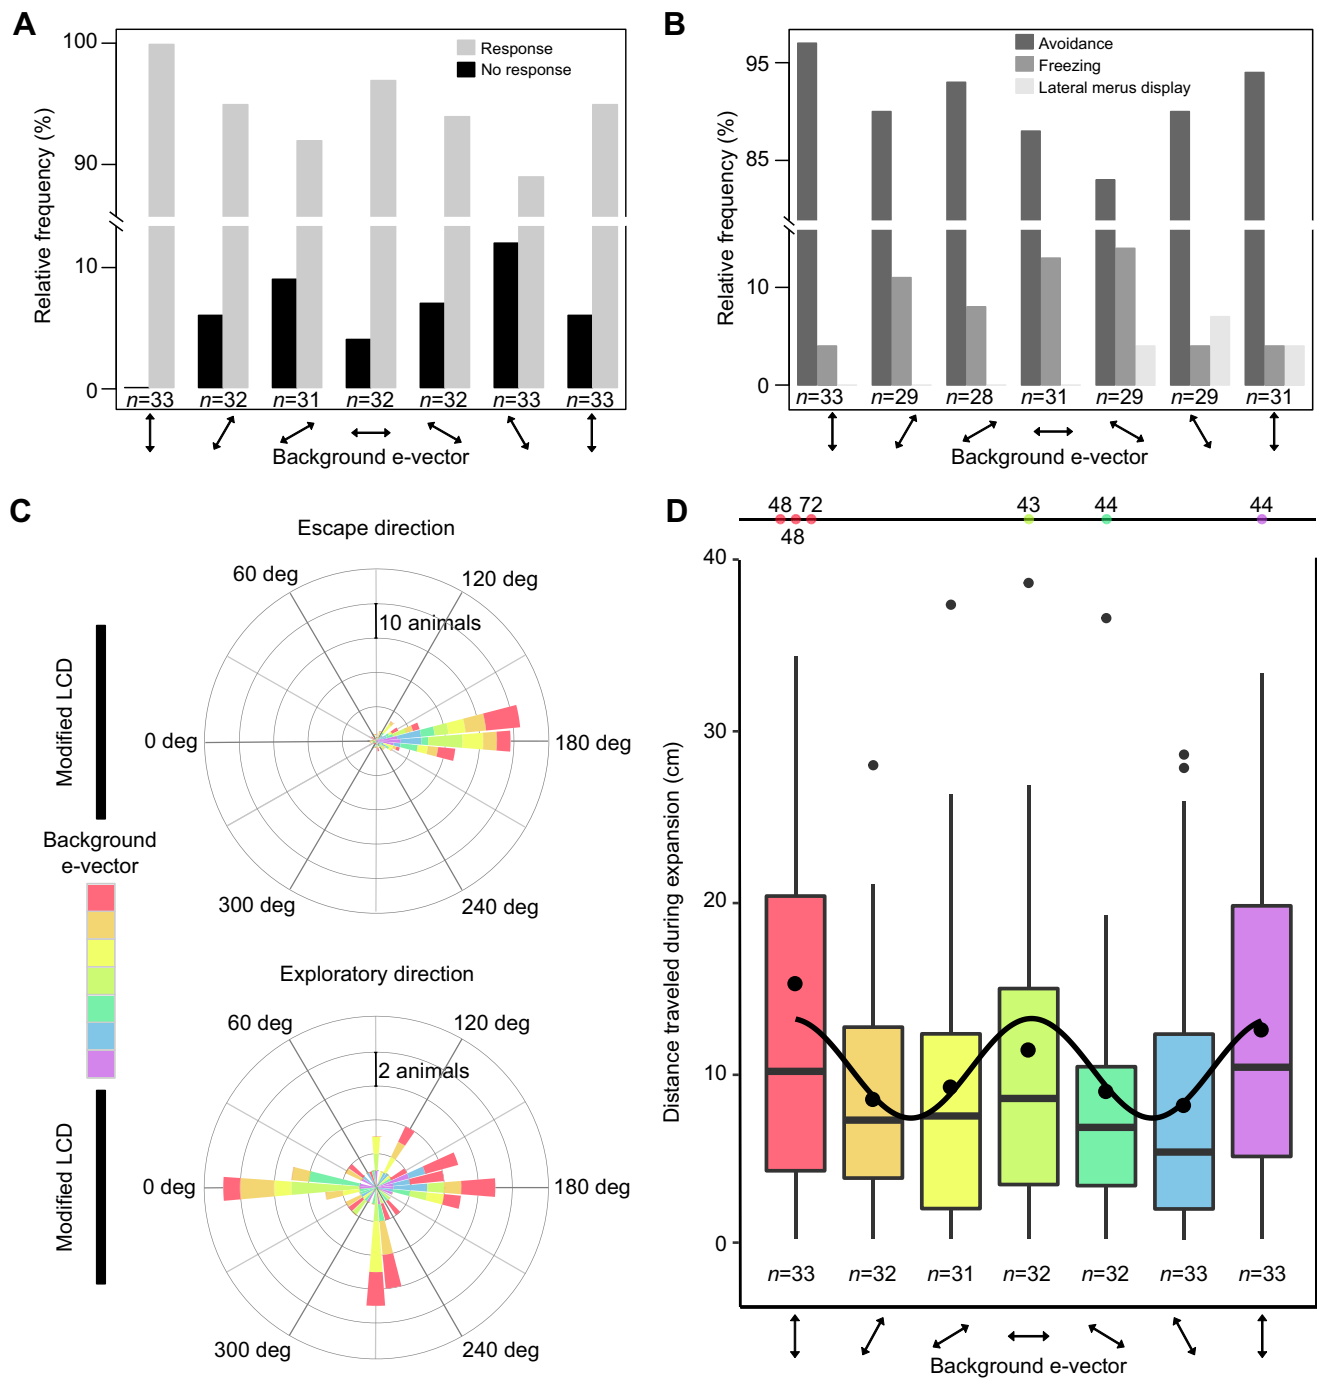 A
Response
No response
100
90
10
0
Relative frequency (%)
n=33 n=32 n=31 n=32 n=32 n=33 n=33
Background e-vector
B
Avoidance
Freezing
Lateral merus display
95
85
10
0
Relative frequency (%)
n=33 n=29 n=28 n=31 n=29 n=29 n=31
Background e-vector
C
Escape direction
60 deg
120 deg
10 animals
0 deg
180 deg
300 deg
240 deg
Modified LCD
Background
e-vector
Modified LCD
Exploratory direction
60 deg
120 deg
2 animals
0 deg
180 deg
300 deg
240 deg
D
48 72 43 44 44
48
40
30
20
10
0
Distance traveled during expansion (cm)
n=33 n=32 n=31 n=32 n=32 n=33 n=33
Background e-vector